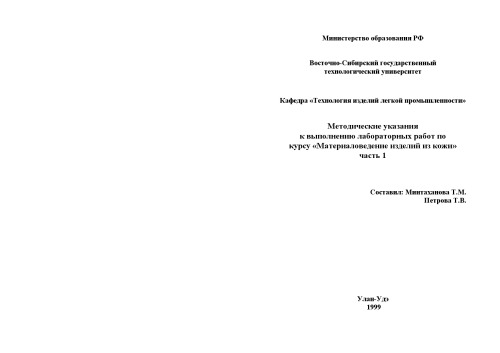 Министерство образования РФ
Восточно-Сибирский государственный
технологический университет
Кафедра «Технология изделий легкой промышленности»
Методические указания
к выполнению лабораторных работ по
курсу «Материаловедение изделий из кожи»
часть 1
Составил: Минтаханова Т.М.
Петрова Т.В.
Улан-Удэ
1999